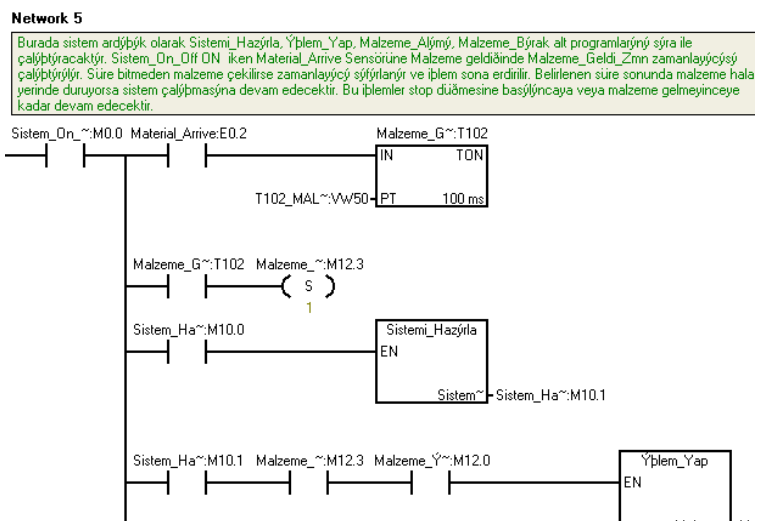 Network 5
Burada sistem ardýþýk olarak Sistemi_Hazýrla, Ýþlem_Yap, Malzeme_Alýmý, Malzeme_Býrak alt programlarýný sýra ile
çalýþtýracaktýr. System_On_Off ON iken Material_Arrive Sensörüne Malzeme geldiðinde Malzeme_Geldi_Zmn zamanlayýcýsý
çalýþtýrýlýr. Süre bitmeden malzeme çekilirse zamanlayýcý sýfýrlanýr ve iþlem sona erdirilir. Belirlenen süre sonunda malzeme hala
yerinde duruyorsa sistem çalýþmasýna devam edecektir. Bu iþlemler stop düðmesine basýlýncaya veya malzeme gelmeyinceye
kadar devam edecektir.
Sistem_On_~:M0.0 Material_Arrive:E0.2 Malzeme_G~:T102
IN TON
T102_MAL~:VW50 PT 100 ms
Malzeme_G~:T102 Malzeme_~:M12.3
S
1
Sistem_Ha~:M10.0 Sistemi_Hazýrla
EN
Sistem~ Sistem_Ha~:M10.1
Sistem_Ha~:M10.1 Malzeme_~:M12.3 Malzeme_Ý~:M12.0 Ýþlem_Yap
EN